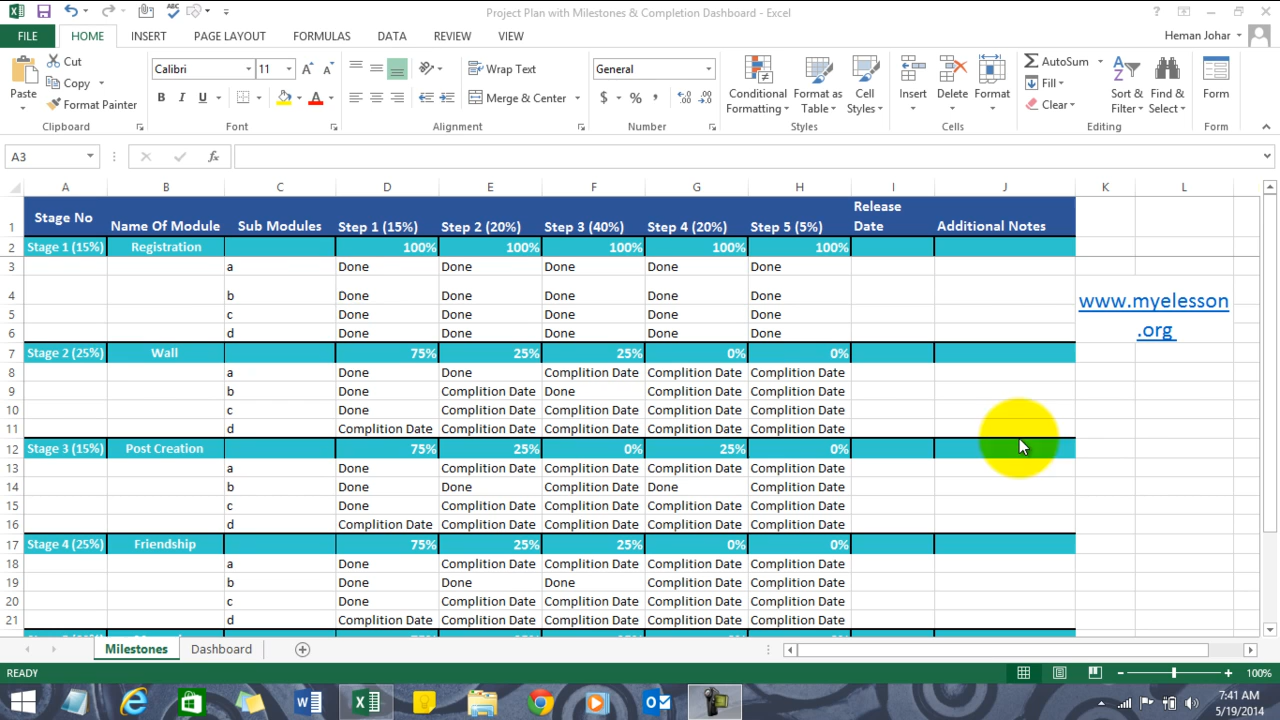 Project Plan with Milestones & Completion Dashboard - Excel
FILE HOME INSERT PAGE LAYOUT FORMULAS DATA REVIEW VIEW Heman Johar
Paste
Cut
Copy
Format Painter
Clipboard
Calibri 11
B I U A
Font
Wrap Text
Merge & Center
Alignment
General
$ % ,
Number
Conditional Formatting
Format as Table
Cell Styles
Styles
Insert Delete Format
Cells
AutoSum
Fill
Clear
Sort & Filter
Find & Select
Editing
Form
Form
A3 fx
A B C D E F G H I J K L
1 Stage No Name Of Module Sub Modules Step 1 (15%) Step 2 (20%) Step 3 (40%) Step 4 (20%) Step 5 (5%) Release Date Additional Notes
2 Stage 1 (15%) Registration 100% 100% 100% 100% 100%
3 a Done Done Done Done Done
4 b Done Done Done Done Done
5 c Done Done Done Done Done
6 d Done Done Done Done Done
www.myelesson
.org
7 Stage 2 (25%) Wall 75% 25% 25% 0% 0%
8 a Done Done Complition Date Complition Date Complition Date
9 b Done Complition Date Done Complition Date Complition Date
10 c Done Complition Date Complition Date Complition Date Complition Date
11 d Complition Date Complition Date Complition Date Complition Date Complition Date
12 Stage 3 (15%) Post Creation 75% 25% 0% 25% 0%
13 a Done Complition Date Complition Date Complition Date Complition Date
14 b Done Done Complition Date Done Complition Date
15 c Done Complition Date Complition Date Complition Date Complition Date
16 d Complition Date Complition Date Complition Date Complition Date Complition Date
17 Stage 4 (25%) Friendship 75% 25% 25% 0% 0%
18 a Done Complition Date Complition Date Complition Date Complition Date
19 b Done Done Done Complition Date Complition Date
20 c Done Complition Date Complition Date Complition Date Complition Date
21 d Complition Date Complition Date Complition Date Complition Date Complition Date
Milestones Dashboard
READY 100%
7:41 AM
5/19/2014